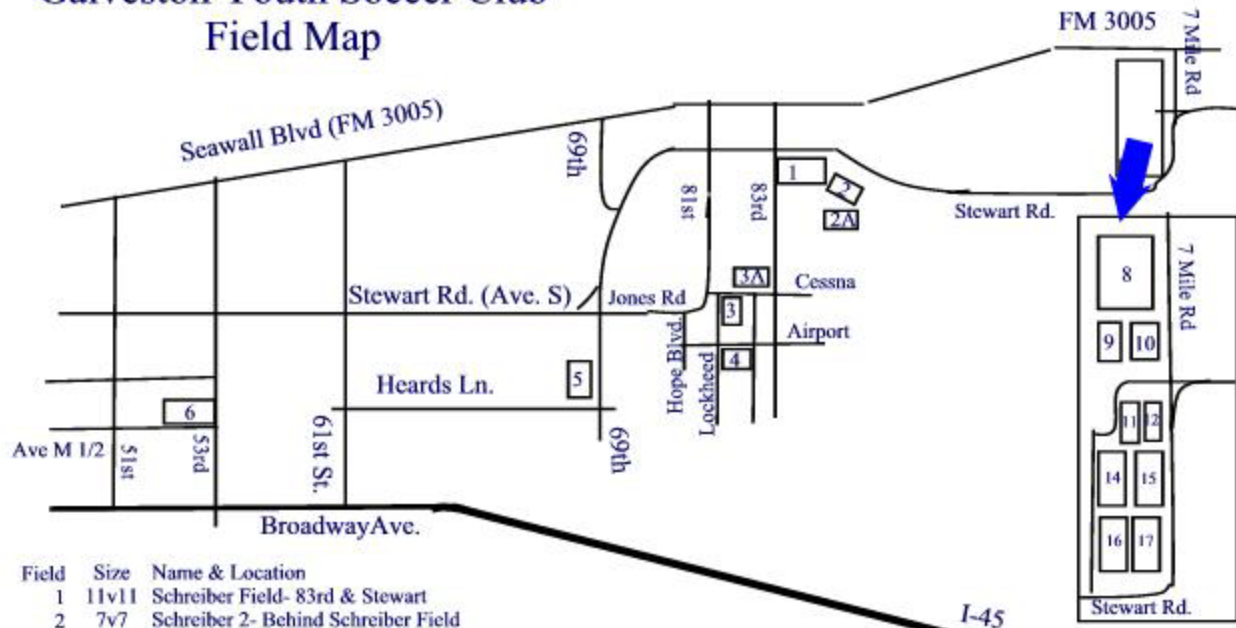 Galveston Youth Soccer Club
Field Map
FM 3005
7 Mile Rd
Seawall Blvd (FM 3005)
69th
81st
83rd
1
2
2A
Stewart Rd.
3A
Cessna
Stewart Rd. (Ave. S)
Jones Rd
3
Airport
Hope Blvd.
Lockheed
4
8
7 Mile Rd
9
10
5
Heards Ln.
6
Ave M 1/2
51st
53rd
61st St.
69th
11
12
14
15
16
17
BroadwayAve.
Stewart Rd.
I-45
Field Size Name & Location
1 11v11 Schreiber Field- 83rd & Stewart
2 7v7 Schreiber 2- Behind Schreiber Field